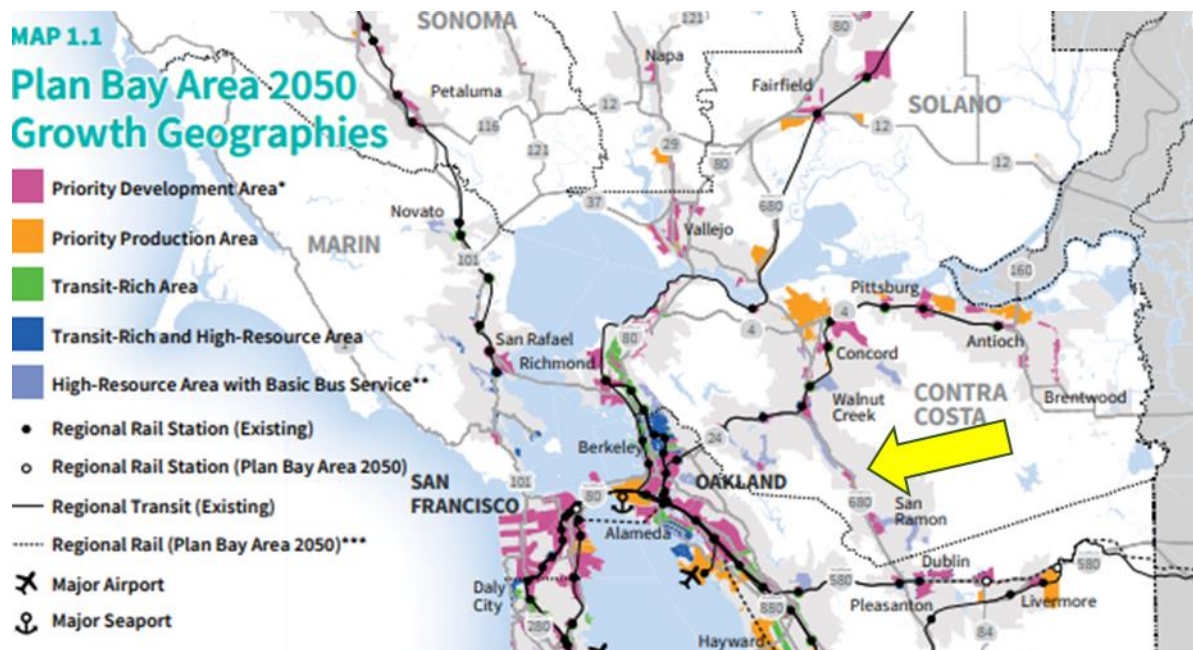 MAP 1.1
Plan Bay Area 2050
Growth Geographies
Priority Development Area*
Priority Production Area
Transit-Rich Area
Transit-Rich and High-Resource Area
High-Resource Area with Basic Bus Service**
Regional Rail Station (Existing)
Regional Rail Station (Plan Bay Area 2050)
Regional Transit (Existing)
Regional Rail (Plan Bay Area 2050)***
Major Airport
Major Seaport
SONOMA
121
80
Napa
Petaluma
Fairfield
SOLANO
12
116
12
121
29
80
12
37
680
Novato
Vallejo
MARIN
101
160
Pittsburg
4
4
80
San Rafael
Richmond
Concord
Antioch
CONTRA
COSTA
Walnut
Creek
Brentwood
24
Berkeley
SAN
FRANCISCO
101
80
OAKLAND
680
San
Ramon
Alameda
Dublin
580
580
Daly
City
Pleasanton
Livermore
880
280
84
Hayward